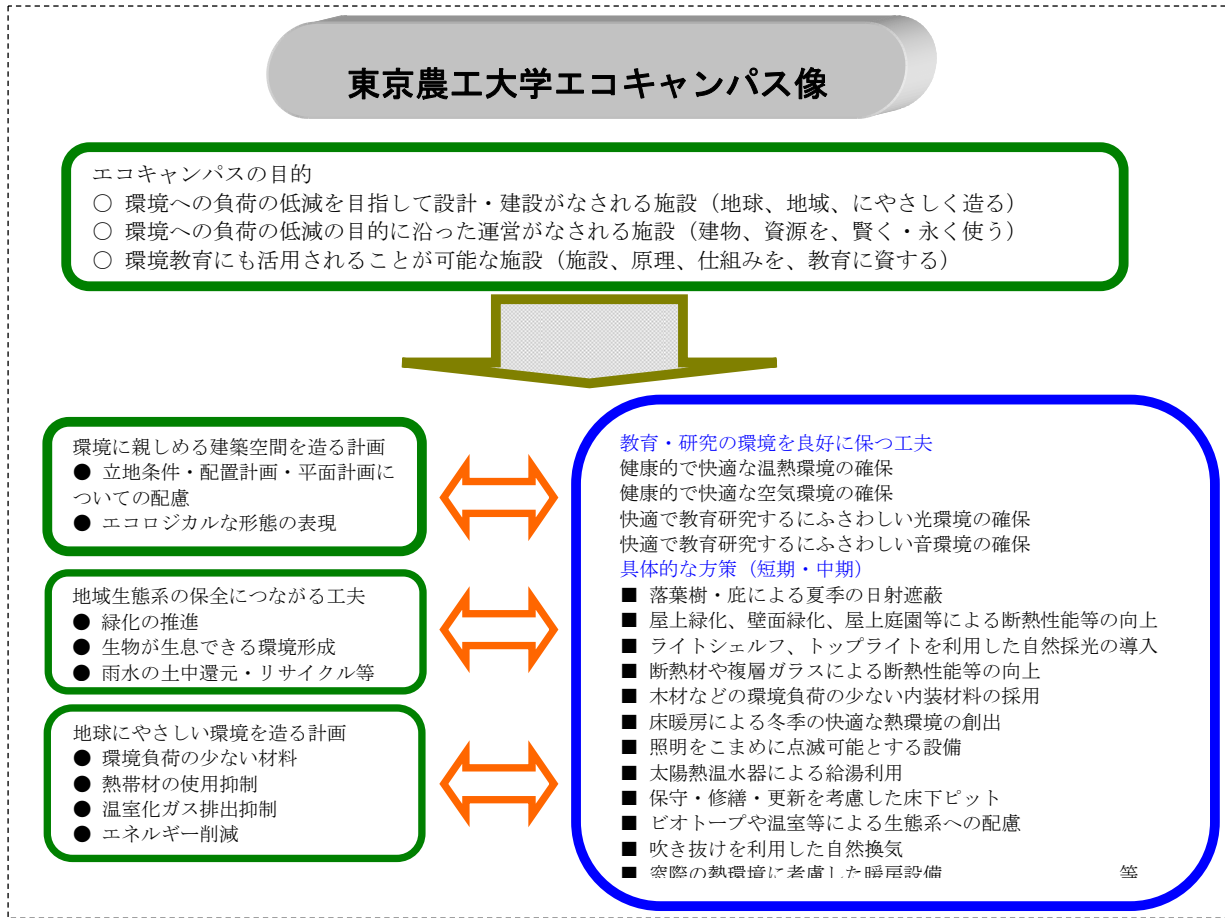 東京農工大学エコキャンパス像
エコキャンパスの目的
○ 環境への負荷の低減を目指して設計・建設がなされる施設（地球、地域、にやさしく造る）
○ 環境への負荷の低減の目的に沿った運営がなされる施設（建物、資源を、賢く・永く使う）
○ 環境教育にも活用されることが可能な施設（施設、原理、仕組みを、教育に資する）
環境に親しめる建築空間を造る計画
● 立地条件・配置計画・平面計画に
ついての配慮
● エコロジカルな形態の表現
地域生態系の保全につながる工夫
● 緑化の推進
● 生物が生息できる環境形成
● 雨水の土中還元・リサイクル等
地球にやさしい環境を造る計画
● 環境負荷の少ない材料
● 熱帯材の使用抑制
● 温室化ガス排出抑制
● エネルギー削減
教育・研究の環境を良好に保つ工夫
健康的で快適な温熱環境の確保
健康的で快適な空気環境の確保
快適で教育研究するにふさわしい光環境の確保
快適で教育研究するにふさわしい音環境の確保
具体的な方策（短期・中期）
■ 落葉樹・庇による夏季の日射遮蔽
■ 屋上緑化、壁面緑化、屋上庭園等による断熱性能等の向上
■ ライトシェルフ、トップライトを利用した自然採光の導入
■ 断熱材や複層ガラスによる断熱性能等の向上
■ 木材などの環境負荷の少ない内装材料の採用
■ 床暖房による冬季の快適な熱環境の創出
■ 照明をこまめに点滅可能とする設備
■ 太陽熱温水器による給湯利用
■ 保守・修繕・更新を考慮した床下ピット
■ ビオトープや温室等による生態系への配慮
■ 吹き抜けを利用した自然換気
■ 窓際の熱環境に考慮した暖房設備 等